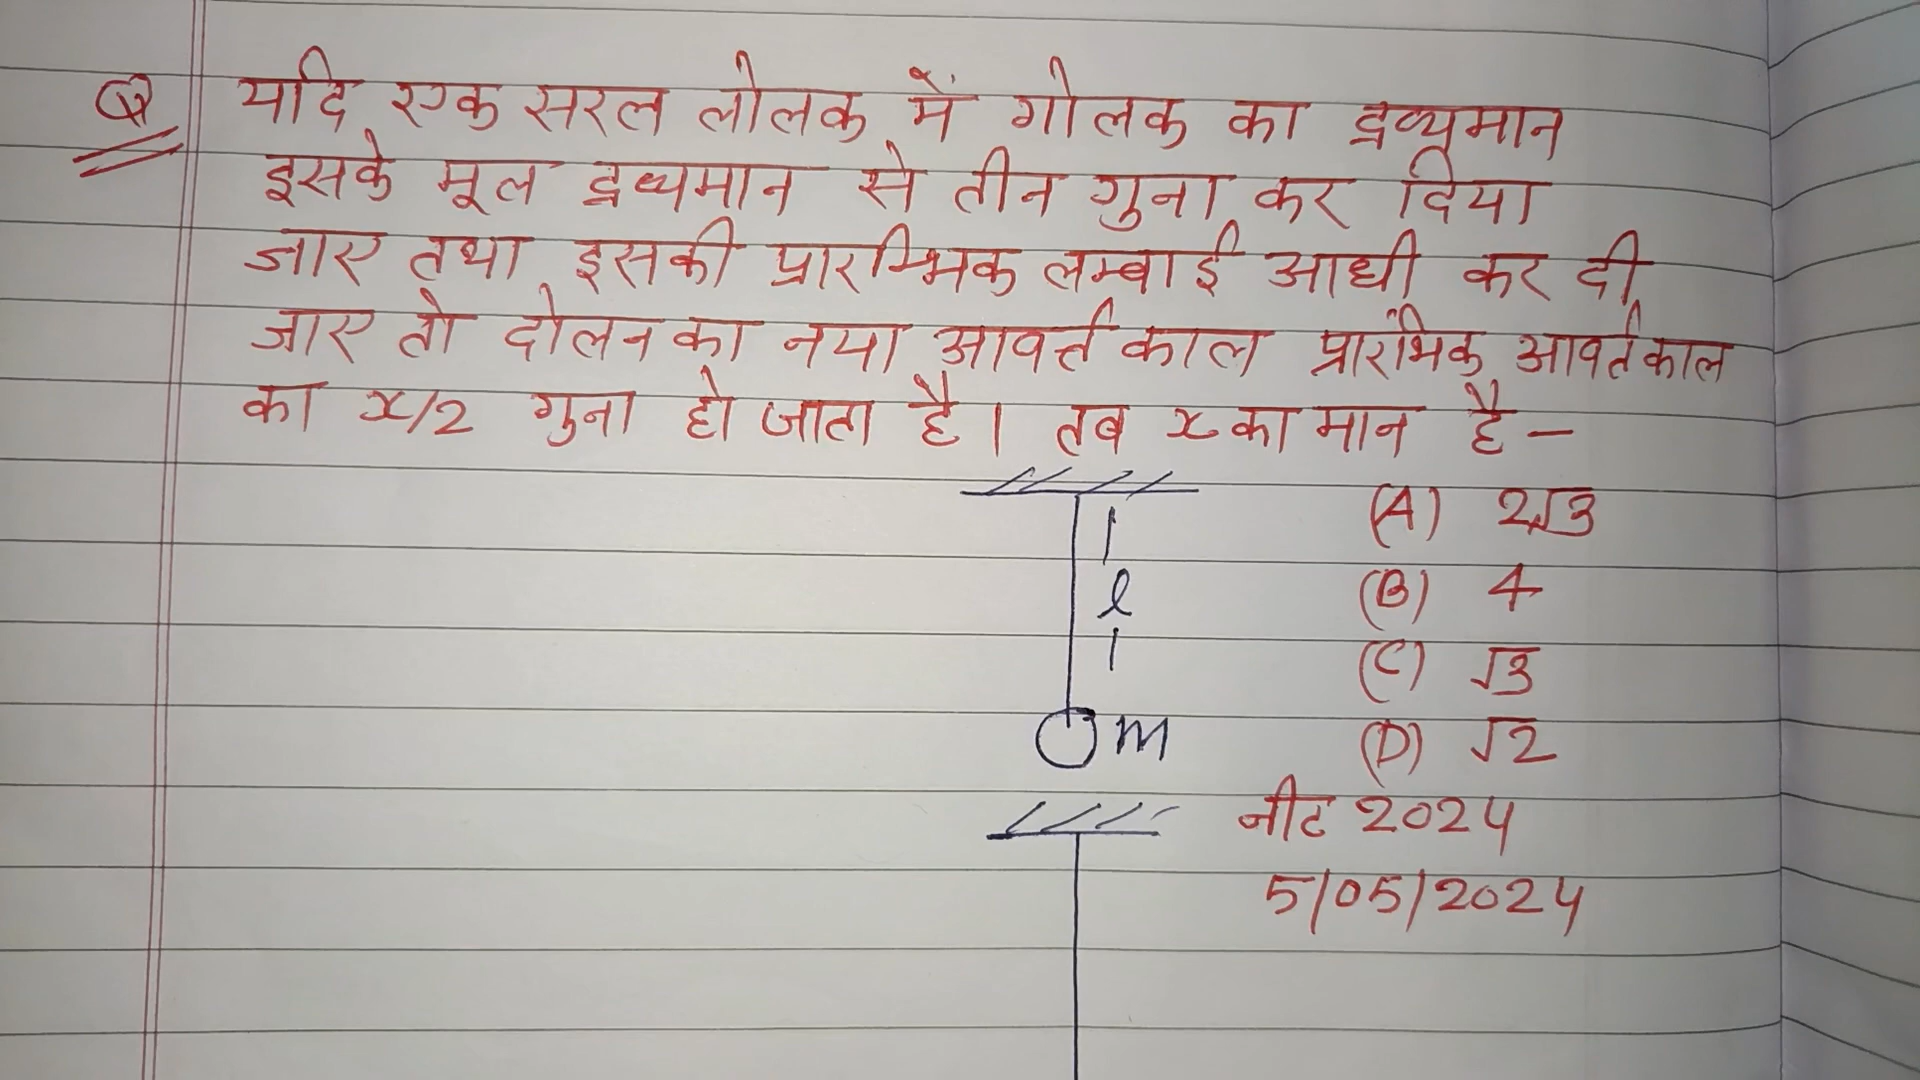 Q यदि एक सरल लोलक में गोलक का द्रव्यमान
इसके मूल द्रव्यमान से तीन गुना कर दिया
जाए तथा इसकी प्रारम्भिक लम्बाई आधी कर दी
जाए तो दोलन का नया आवर्त काल प्रारंभिक आवर्तकाल
का x/2 गुना हो जाता है। तब x का मान है -
(A) 2√3
l
(B) 4
(C) √3
m
(D) √2
नीट 2024
5/05/2024